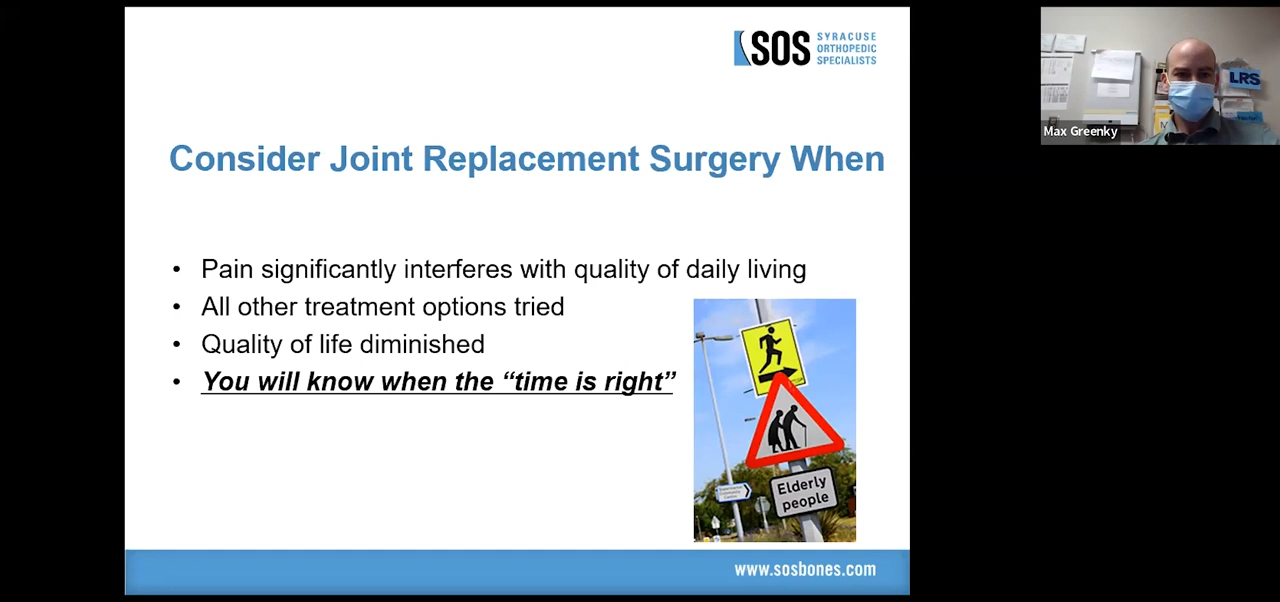 SOS
SYRACUSE
ORTHOPEDIC
SPECIALISTS
Consider Joint Replacement Surgery When
• Pain significantly interferes with quality of daily living
• All other treatment options tried
• Quality of life diminished
• You will know when the “time is right”
Elderly
people
www.sosbones.com
LRS
Max Greenky